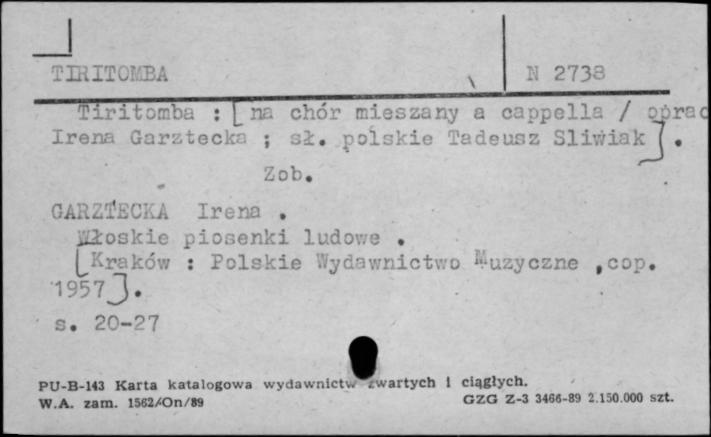 TIRITOMBA N 2738
Tiritomba : [na chór mieszany a cappella / oprac
Irena Garztecka ; sł. polskie Tadeusz Sliwiak].
Zob.
GARZTECKA Irena .
Włoskie piosenki ludowe .
[Kraków : Polskie Wydawnictwo Muzyczne ,cop.
1957].
s. 20-27
PU-B-143 Karta katalogowa wydawnictw zwartych i ciągłych.
W.A. zam. 1562/On/89 GZG Z-3 3466-89 2.150.000 szt.